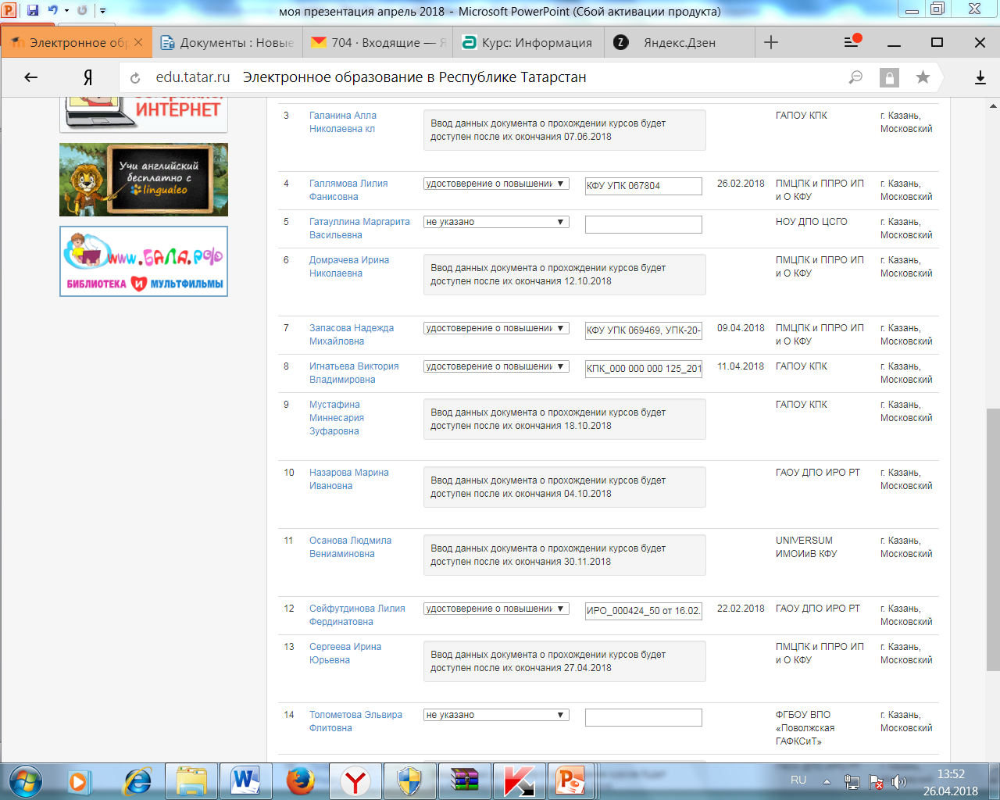 моя презентация апрель 2018 - Microsoft PowerPoint (Сбой активации продукта)
Электронное обр
Документы : Новые
704 · Входящие — Я
Курс: Информация
Яндекс.Дзен
edu.tatar.ru Электронное образование в Республике Татарстан
ИНТЕРНЕТ
Учи английский
бесплатно с
lingualeo
www.БАЛА.РФ
БИБЛИОТЕКА И МУЛЬТФИЛЬМЫ
3 Галанина Алла Ввод данных документа о прохождении курсов будет ГАПОУ КПК г. Казань,
Николаевна кл доступен после их окончания 07.06.2018 Московский
4 Галлямова Лилия удостоверение о повышени КФУ УПК 067804 26.02.2018 ПМЦПК и ППРО ИП г. Казань,
Фанисовна и О КФУ Московский
5 Гатауллина Маргарита не указано НОУ ДПО ЦСГО г. Казань,
Васильевна Московский
6 Домрачева Ирина Ввод данных документа о прохождении курсов будет ПМЦПК и ППРО ИП г. Казань,
Николаевна доступен после их окончания 12.10.2018 и О КФУ Московский
7 Запасова Надежда удостоверение о повышени КФУ УПК 069469, УПК-20- 09.04.2018 ПМЦПК и ППРО ИП г. Казань,
Михайловна и О КФУ Московский
8 Игнатьева Виктория удостоверение о повышени КПК_000 000 000 125_201 11.04.2018 ГАПОУ КПК г. Казань,
Владимировна Московский
9 Мустафина Ввод данных документа о прохождении курсов будет ГАПОУ КПК г. Казань,
Миннесария доступен после их окончания 18.10.2018 Московский
Зуфаровна
10 Назарова Марина Ввод данных документа о прохождении курсов будет ГАОУ ДПО ИРО РТ г. Казань,
Ивановна доступен после их окончания 04.10.2018 Московский
11 Осанова Людмила Ввод данных документа о прохождении курсов будет UNIVERSUM г. Казань,
Вениаминовна доступен после их окончания 30.11.2018 ИМОИиВ КФУ Московский
12 Сейфутдинова Лилия удостоверение о повышени ИРО_000424_50 от 16.02. 22.02.2018 ГАОУ ДПО ИРО РТ г. Казань,
Фердинатовна Московский
13 Сергеева Ирина Ввод данных документа о прохождении курсов будет ПМЦПК и ППРО ИП г. Казань,
Юрьевна доступен после их окончания 27.04.2018 и О КФУ Московский
14 Толометова Эльвира не указано ФГБОУ ВПО г. Казань,
Флитовна «Поволжская Московский
ГАФКСиТ»
RU 13:52
26.04.2018